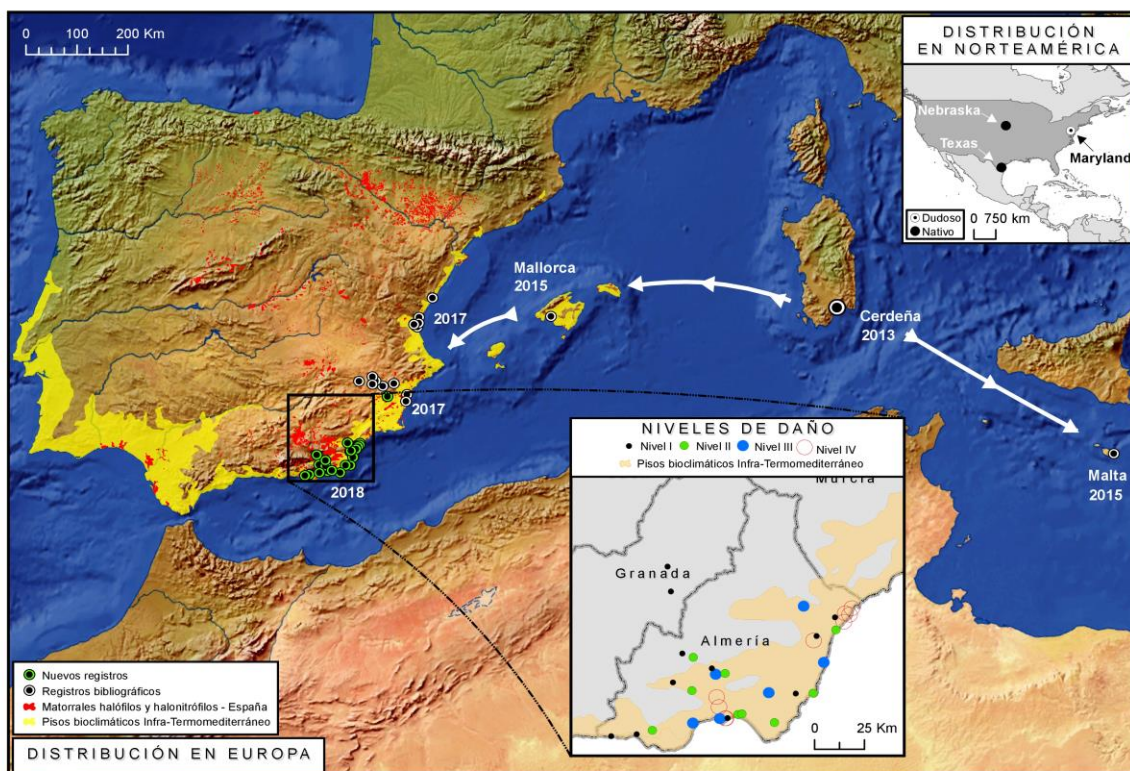 0 100 200 Km
DISTRIBUCIÓN
EN NORTEAMÉRICA
Nebraska
Texas
Maryland
Dudoso
Nativo
0 750 km
Mallorca
2015
2017
Cerdeña
2013
2017
Malta
2015
2018
NIVELES DE DAÑO
Nivel I
Nivel II
Nivel III
Nivel IV
Pisos bioclimáticos Infra-Termomediterráneo
Murcia
Granada
Almería
0 25 Km
Nuevos registros
Registros bibliográficos
Matorrales halófilos y halonitrófilos - España
Pisos bioclimáticos Infra-Termomediterráneo
DISTRIBUCIÓN EN EUROPA